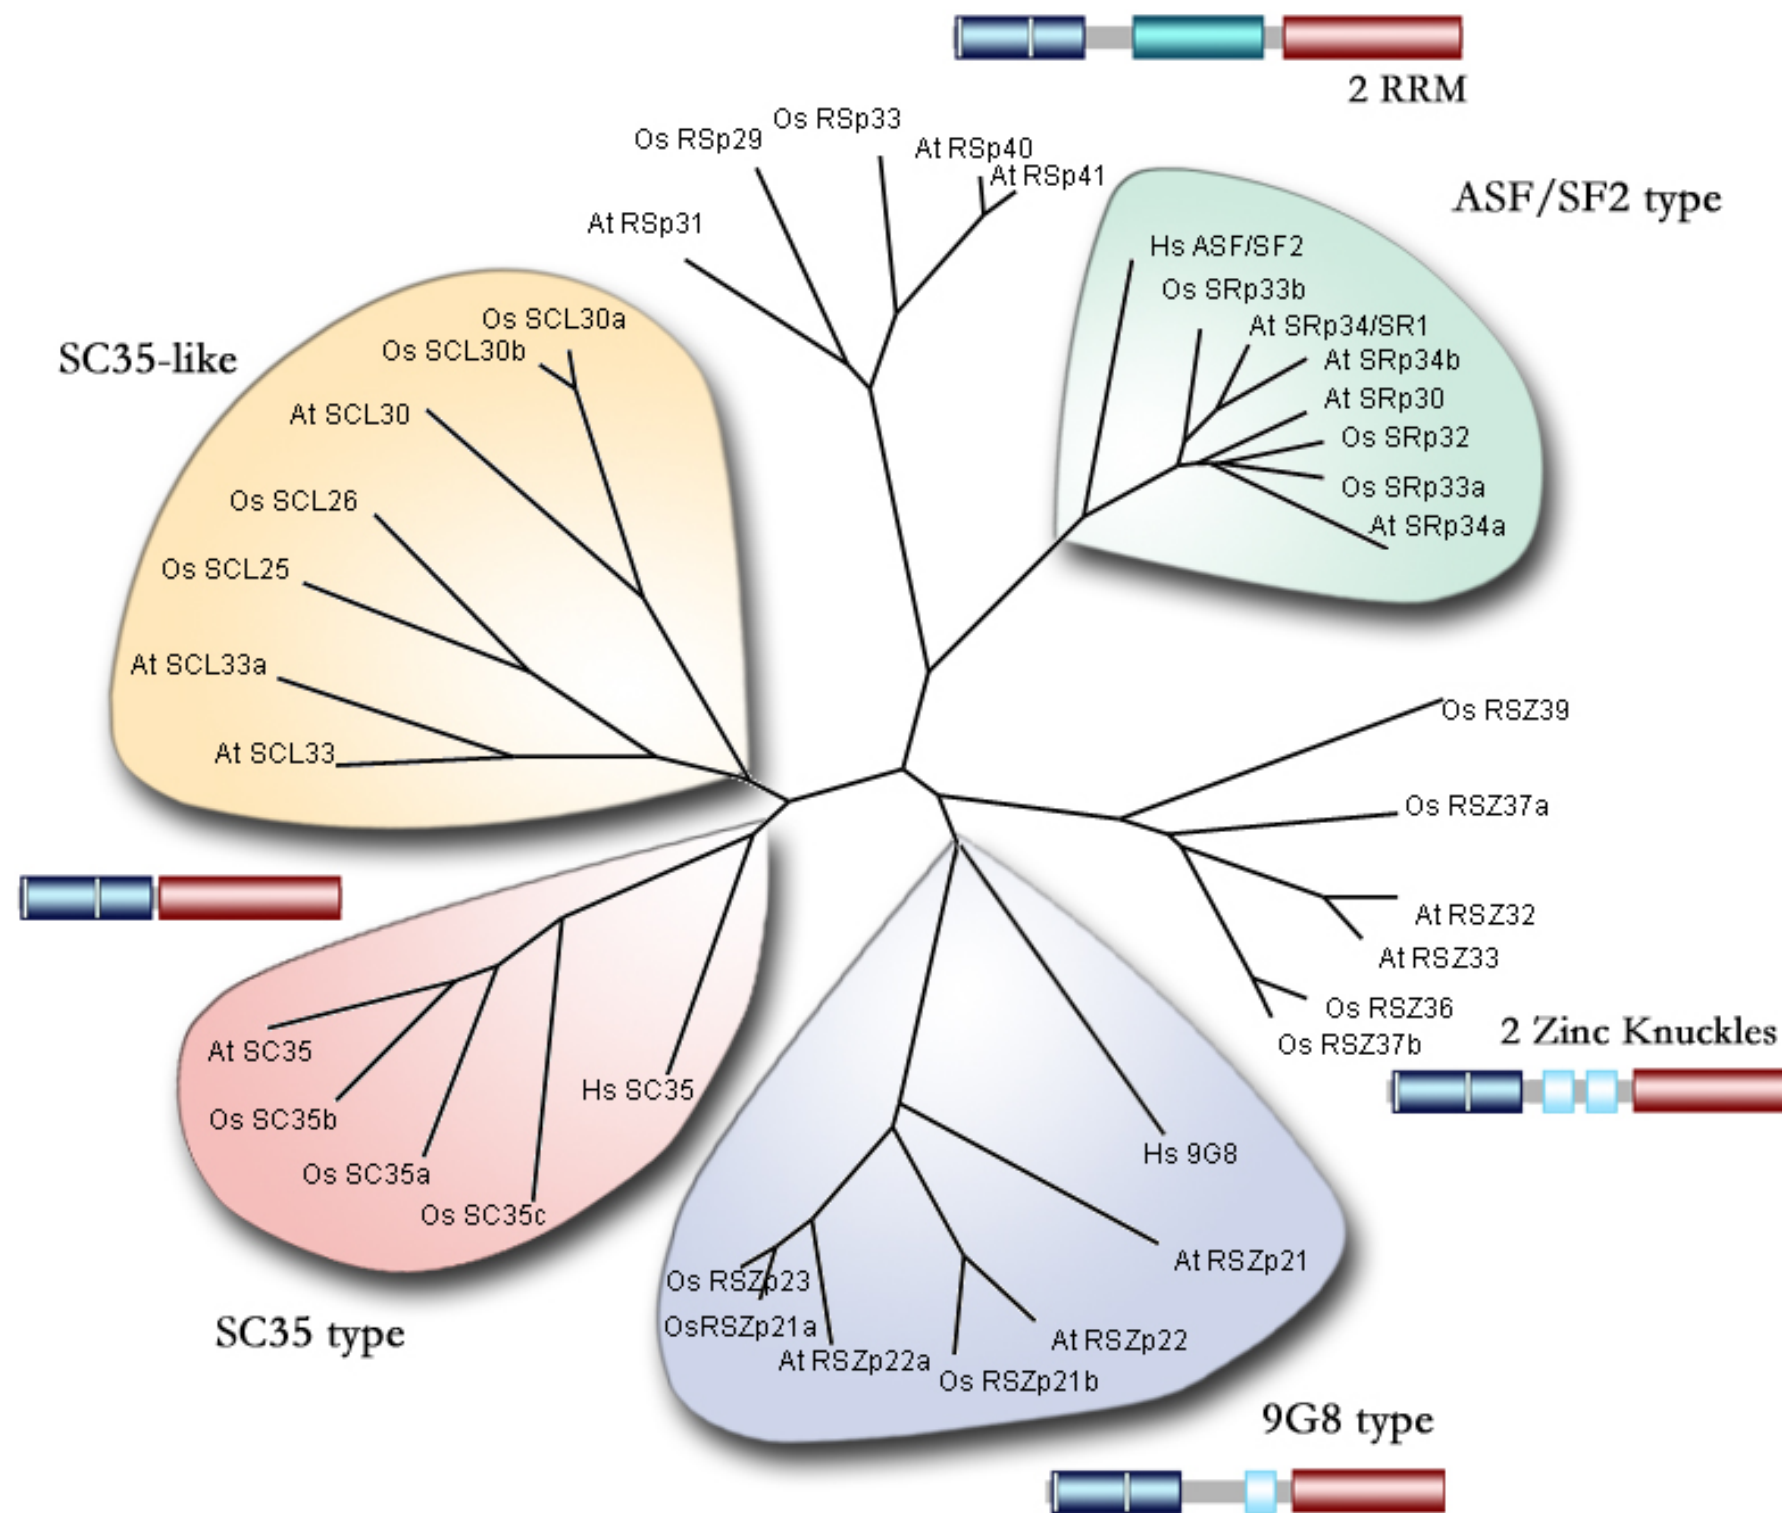 2 RRM
Os RSp33
Os RSp29
At RSp40
At RSp41
ASF/SF2 type
At RSp31
Hs ASF/SF2
Os SRp33b
Os SCL30a
At SRp34/SR1
Os SCL30b
SC35-like
At SRp34b
At SRp30
At SCL30
Os SRp32
Os SRp33a
Os SCL26
At SRp34a
Os SCL25
At SCL33a
Os RSZ39
At SCL33
Os RSZ37a
At RSZ32
At RSZ33
Os RSZ36
2 Zinc Knuckles
Os RSZ37b
At SC35
Hs SC35
Os SC35b
Hs 9G8
Os SC35a
Os SC35c
At RSZp21
Os RSZp23
OsRSZp21a
SC35 type
At RSZp22
At RSZp22a
Os RSZp21b
9G8 type